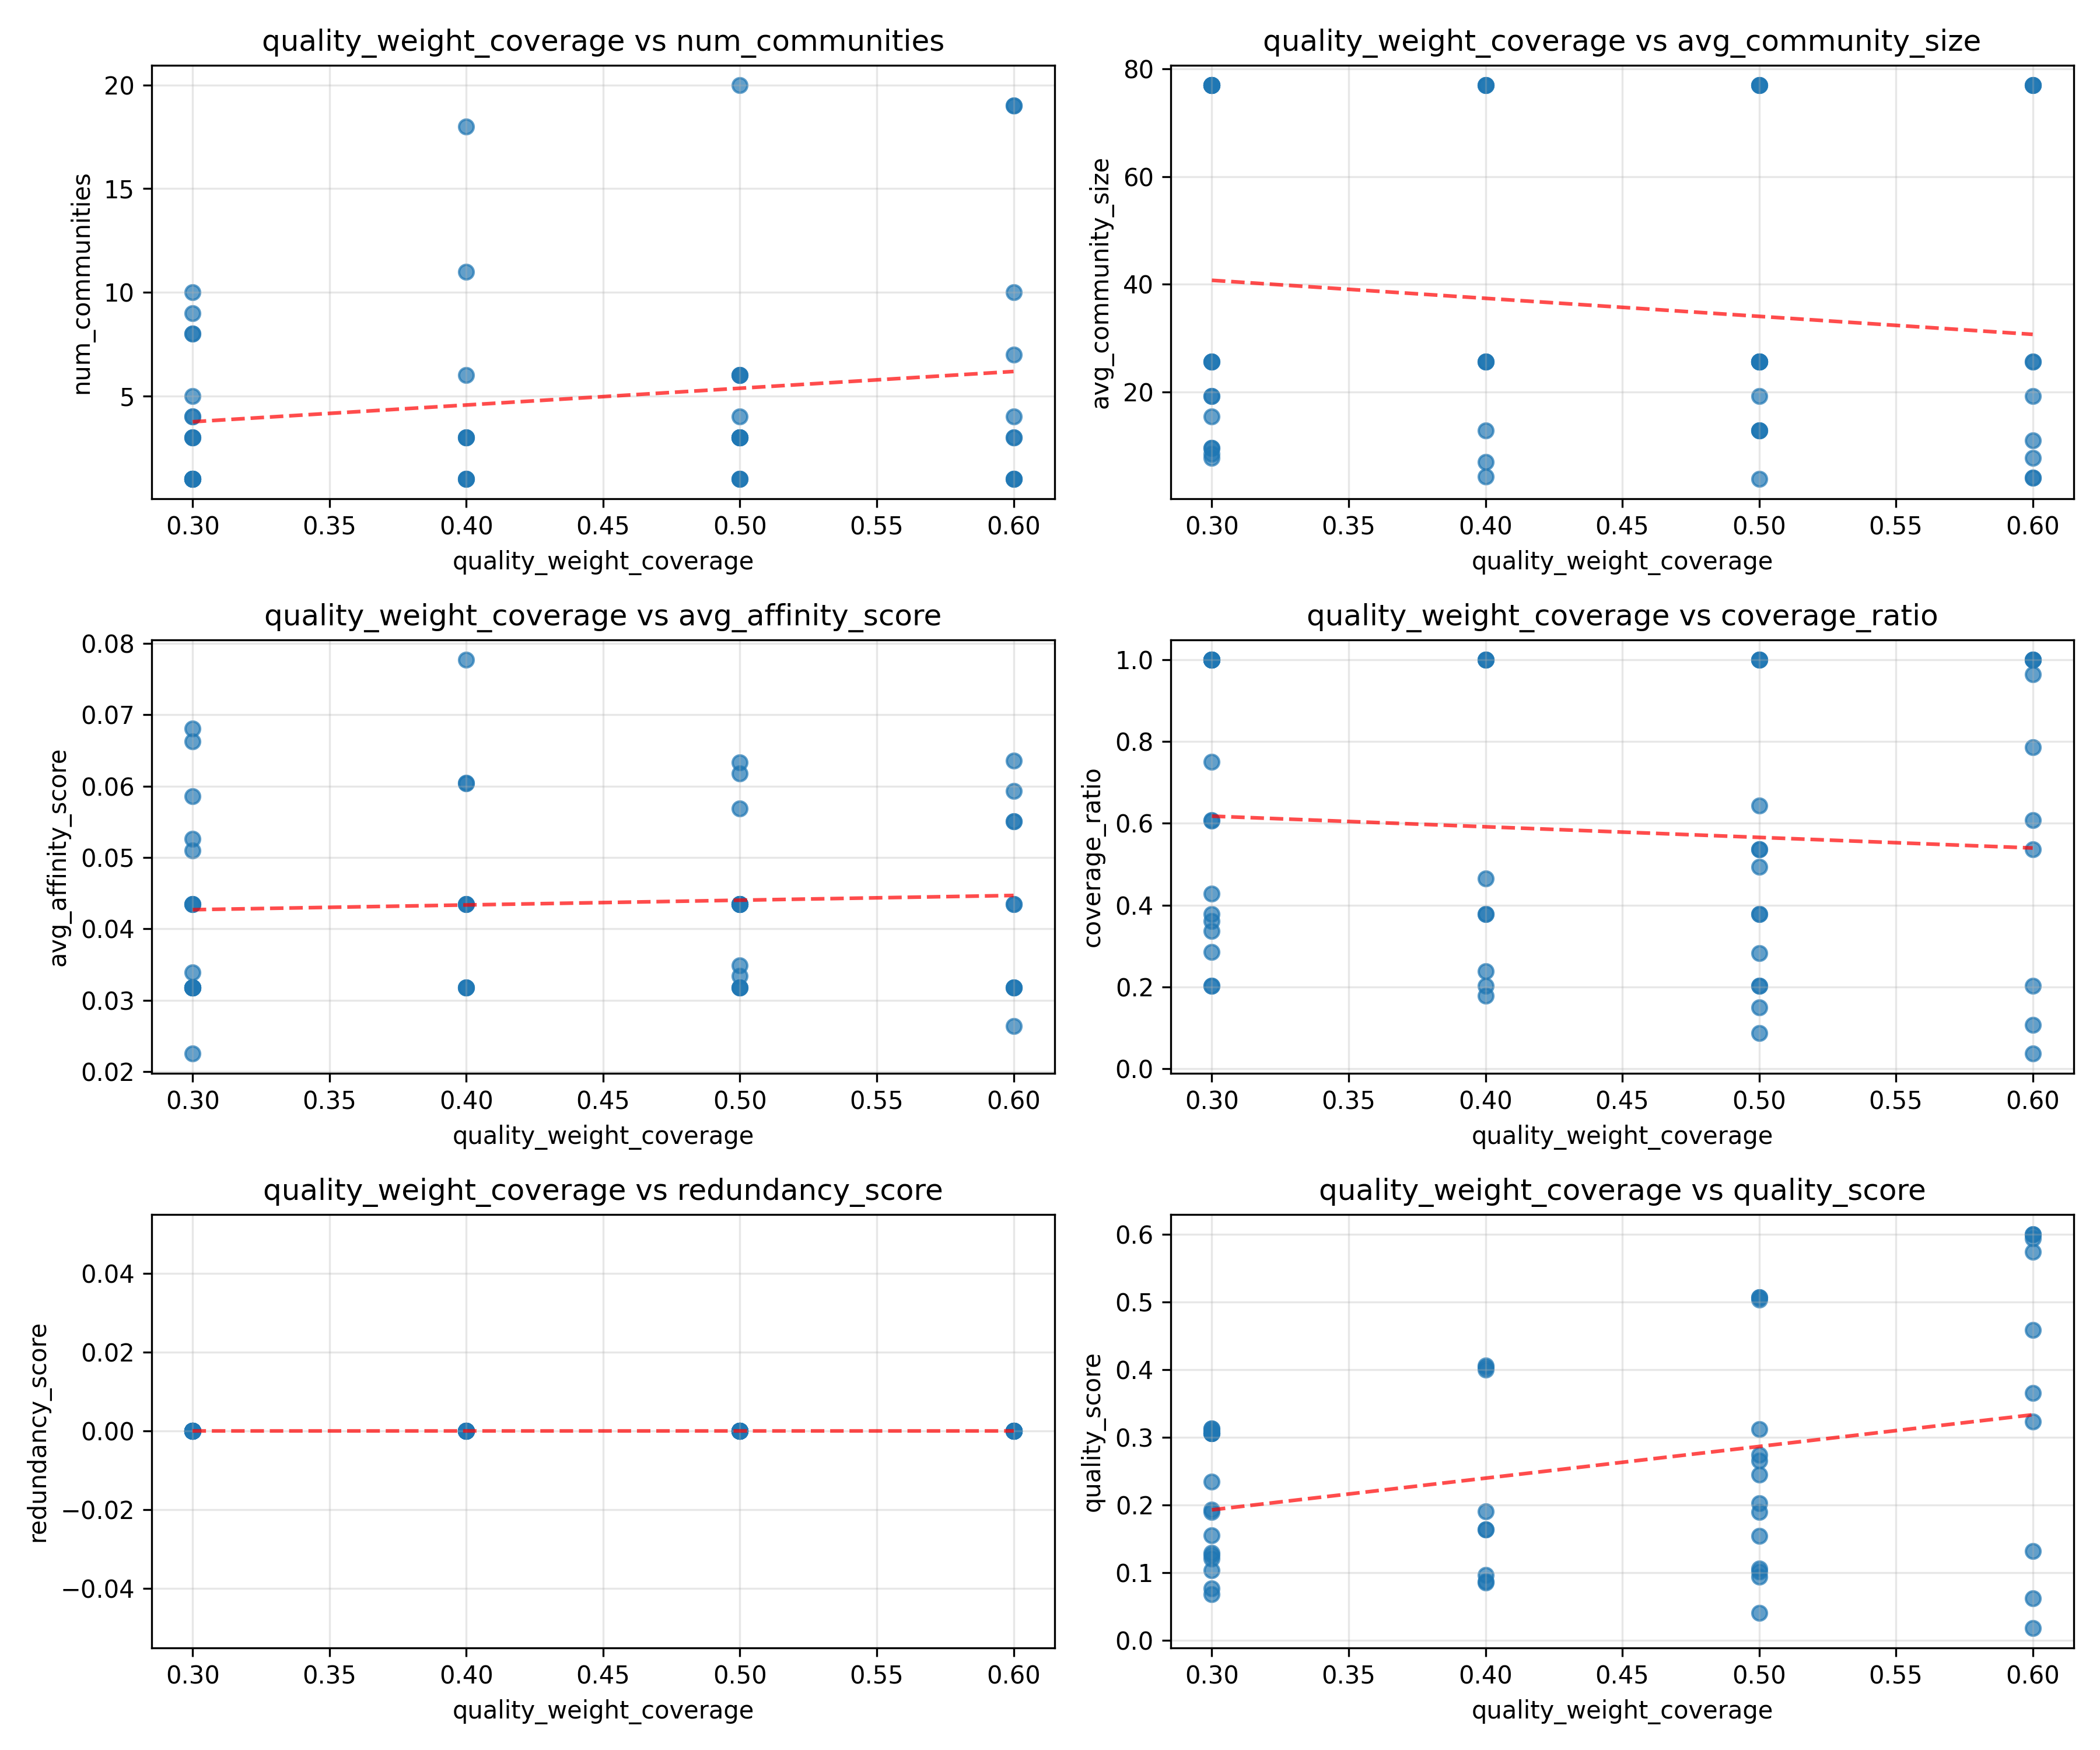 quality_weight_coverage vs num_communities
num_communities
20
15
10
5
0.30 0.35 0.40 0.45 0.50 0.55 0.60
quality_weight_coverage
quality_weight_coverage vs avg_community_size
avg_community_size
80
60
40
20
0.30 0.35 0.40 0.45 0.50 0.55 0.60
quality_weight_coverage
quality_weight_coverage vs avg_affinity_score
avg_affinity_score
0.08
0.07
0.06
0.05
0.04
0.03
0.02
0.30 0.35 0.40 0.45 0.50 0.55 0.60
quality_weight_coverage
quality_weight_coverage vs coverage_ratio
coverage_ratio
1.0
0.8
0.6
0.4
0.2
0.0
0.30 0.35 0.40 0.45 0.50 0.55 0.60
quality_weight_coverage
quality_weight_coverage vs redundancy_score
redundancy_score
0.04
0.02
0.00
−0.02
−0.04
0.30 0.35 0.40 0.45 0.50 0.55 0.60
quality_weight_coverage
quality_weight_coverage vs quality_score
quality_score
0.6
0.5
0.4
0.3
0.2
0.1
0.0
0.30 0.35 0.40 0.45 0.50 0.55 0.60
quality_weight_coverage